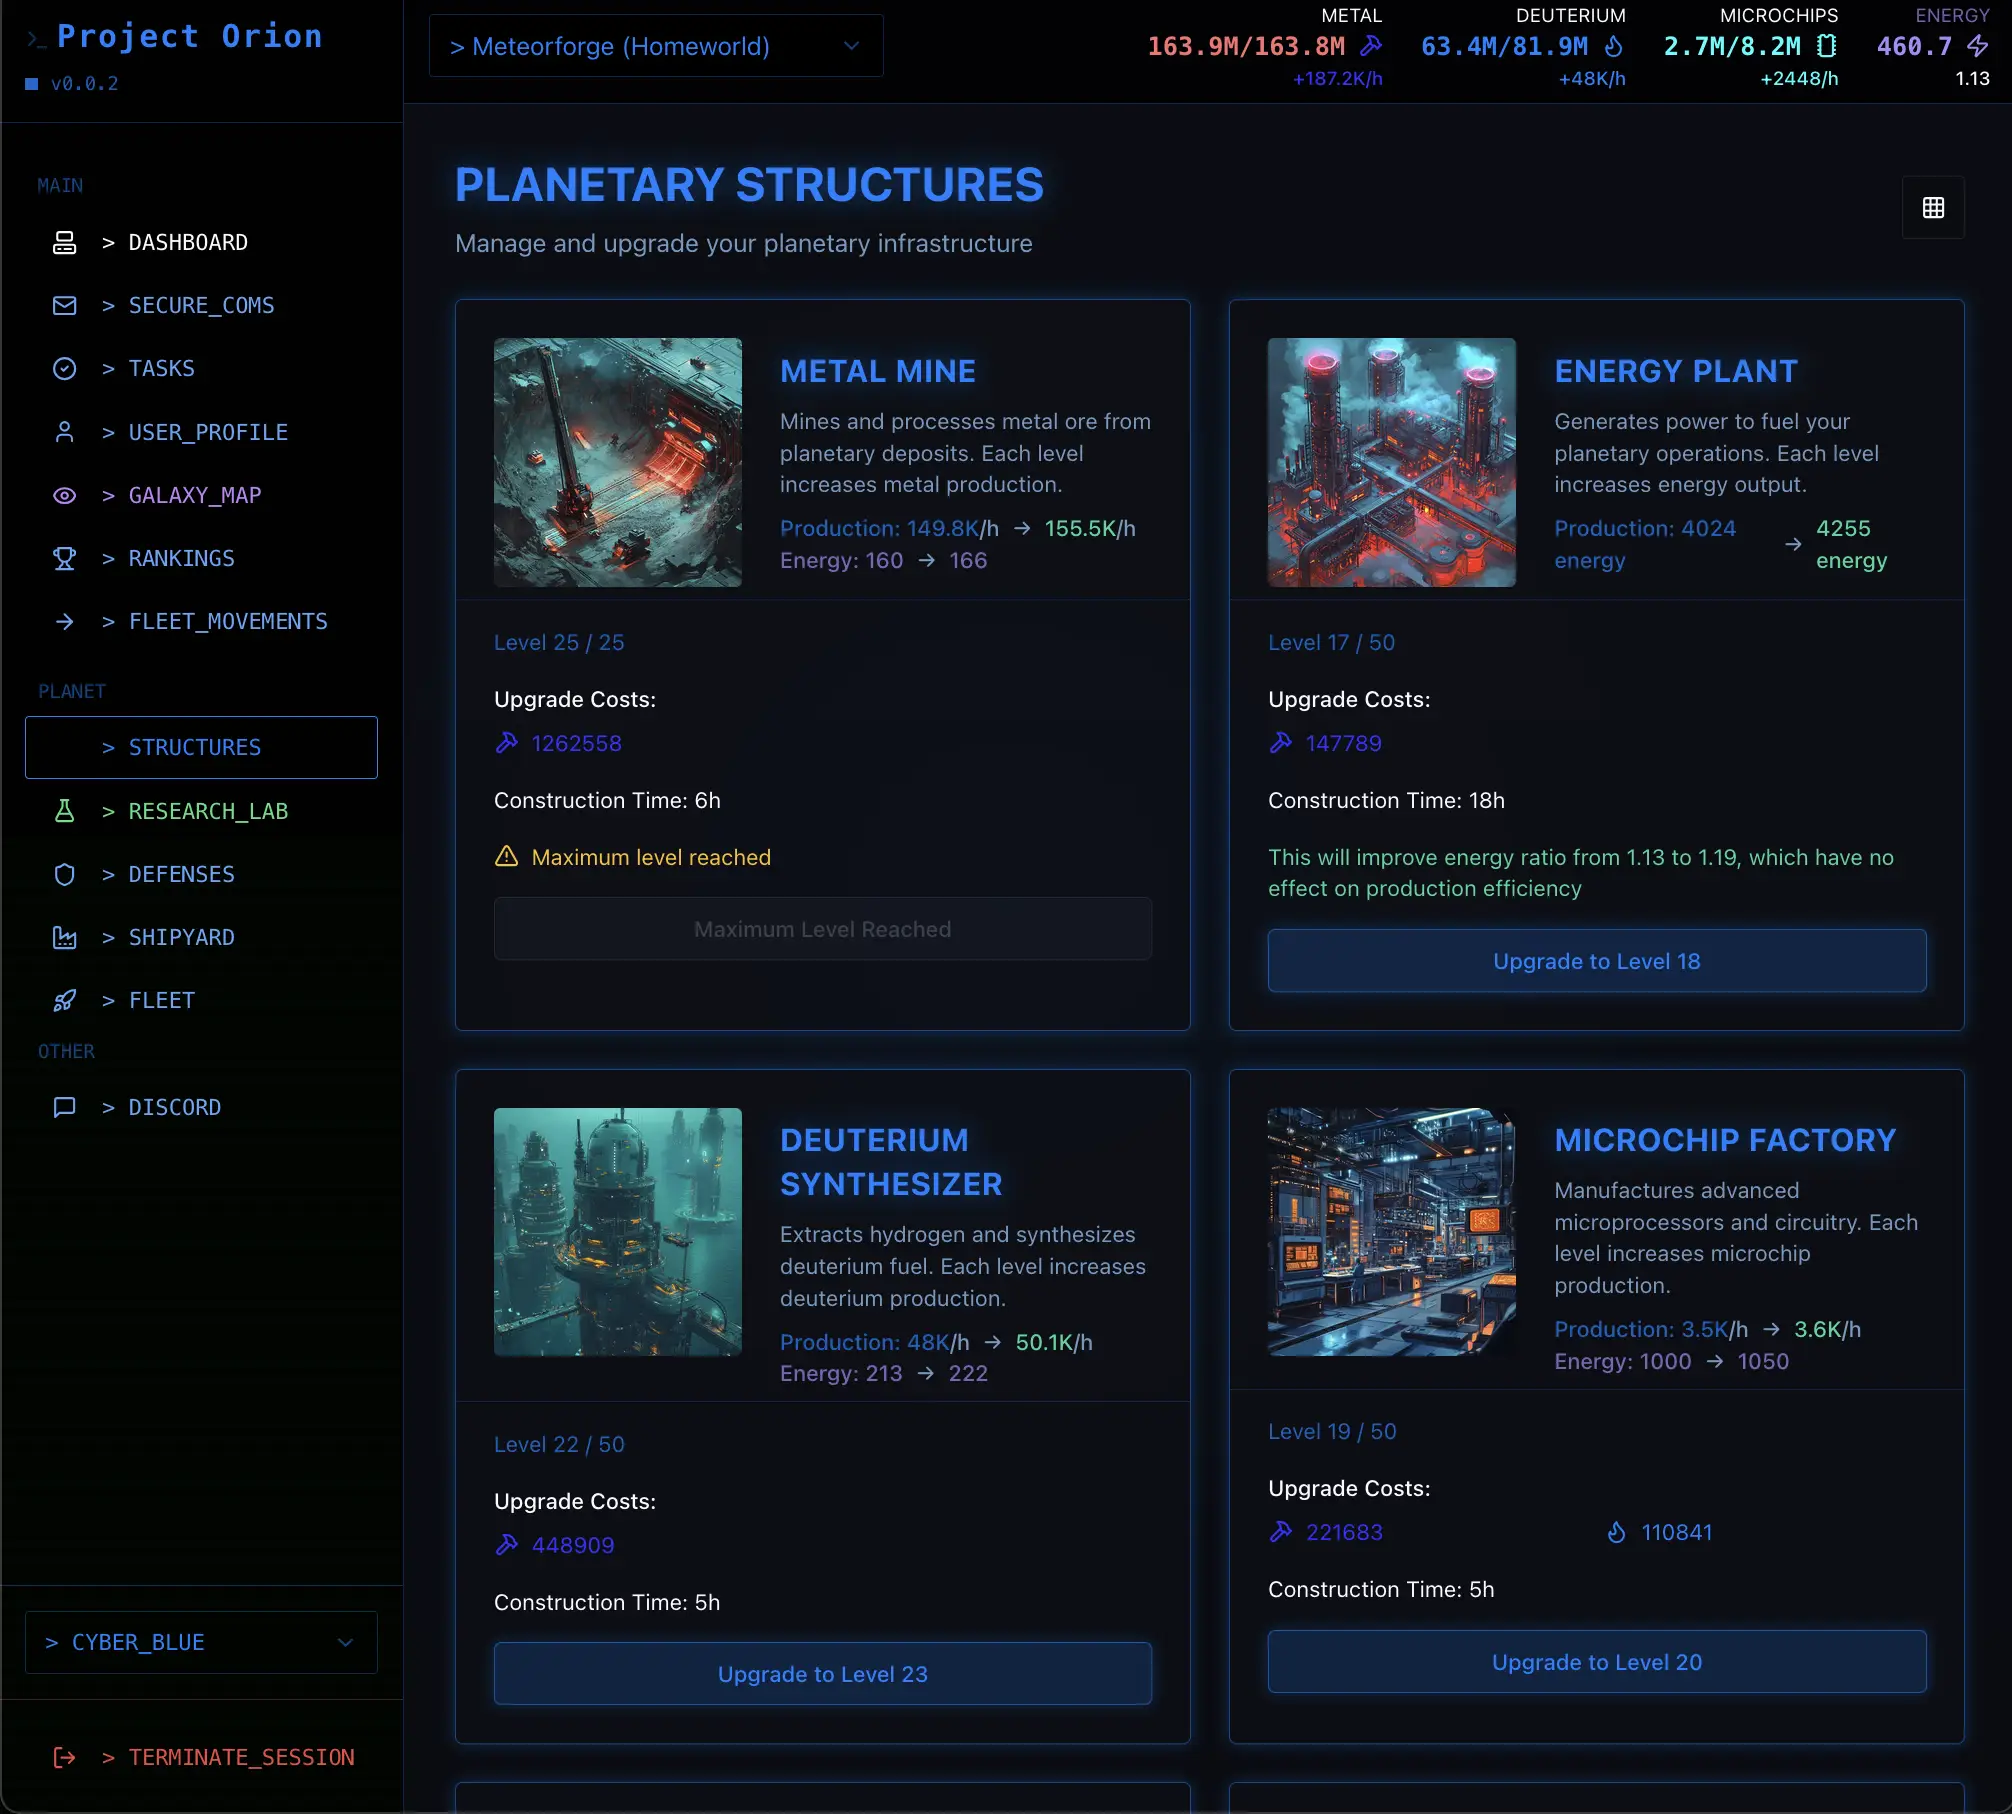 >_ Project Orion
v0.0.2
> Meteorforge (Homeworld)
METAL
163.9M/163.8M
+187.2K/h
DEUTERIUM
63.4M/81.9M
+48K/h
MICROCHIPS
2.7M/8.2M
+2448/h
ENERGY
460.7
1.13
MAIN
> DASHBOARD
> SECURE_COMS
> TASKS
> USER_PROFILE
> GALAXY_MAP
> RANKINGS
> FLEET_MOVEMENTS
PLANET
> STRUCTURES
> RESEARCH_LAB
> DEFENSES
> SHIPYARD
> FLEET
OTHER
> DISCORD
> CYBER_BLUE
> TERMINATE_SESSION
PLANETARY STRUCTURES
Manage and upgrade your planetary infrastructure
METAL MINE
Mines and processes metal ore from
planetary deposits. Each level
increases metal production.
Production: 149.8K/h → 155.5K/h
Energy: 160 → 166
Level 25 / 25
Upgrade Costs:
1262558
Construction Time: 6h
Maximum level reached
Maximum Level Reached
ENERGY PLANT
Generates power to fuel your
planetary operations. Each level
increases energy output.
Production: 4024 energy → 4255 energy
Level 17 / 50
Upgrade Costs:
147789
Construction Time: 18h
This will improve energy ratio from 1.13 to 1.19, which have no
effect on production efficiency
Upgrade to Level 18
DEUTERIUM
SYNTHESIZER
Extracts hydrogen and synthesizes
deuterium fuel. Each level increases
deuterium production.
Production: 48K/h → 50.1K/h
Energy: 213 → 222
Level 22 / 50
Upgrade Costs:
448909
Construction Time: 5h
Upgrade to Level 23
MICROCHIP FACTORY
Manufactures advanced
microprocessors and circuitry. Each
level increases microchip
production.
Production: 3.5K/h → 3.6K/h
Energy: 1000 → 1050
Level 19 / 50
Upgrade Costs:
221683 110841
Construction Time: 5h
Upgrade to Level 20